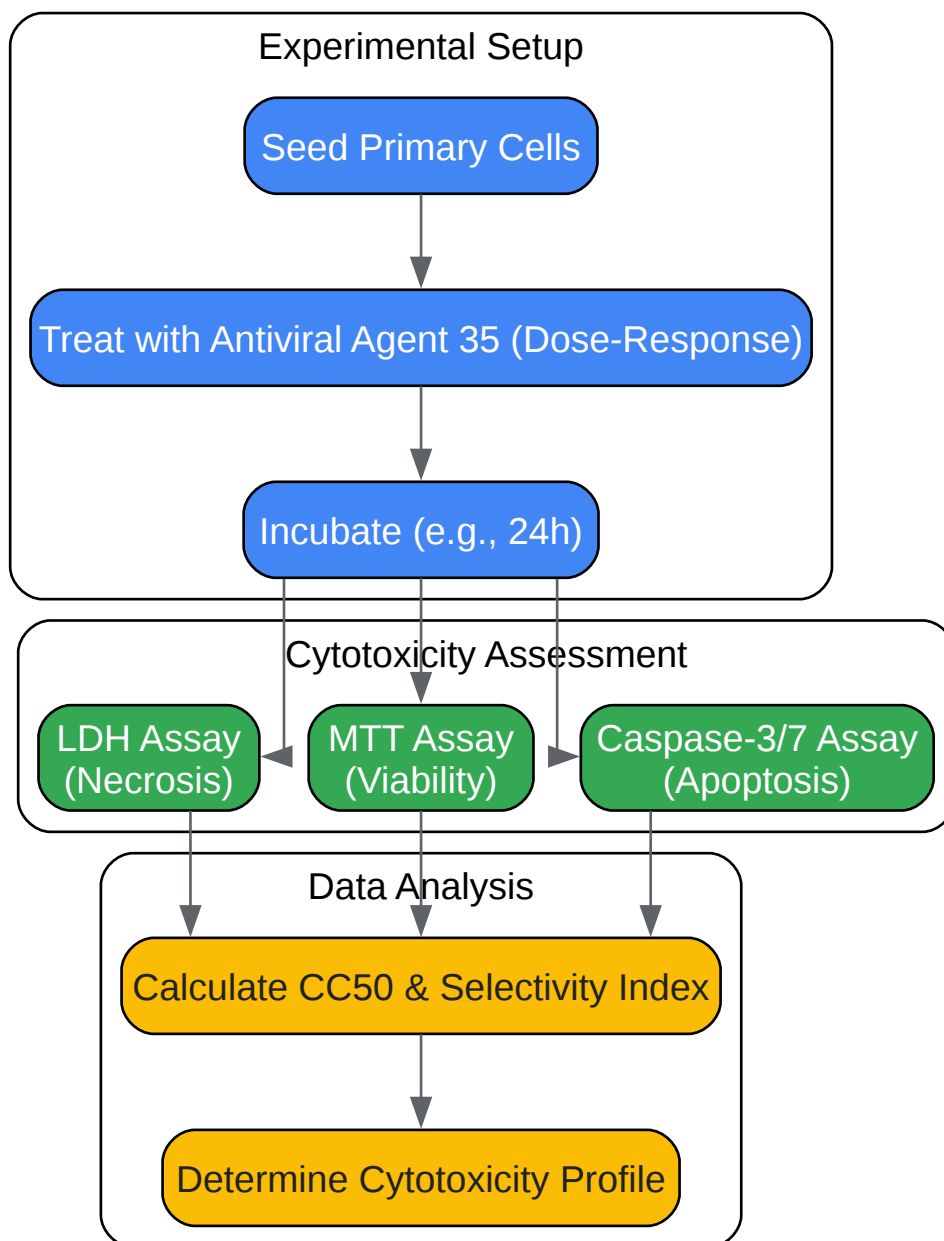 Experimental Setup
Seed Primary Cells
Treat with Antiviral Agent 35 (Dose-Response)
Incubate (e.g., 24h)
Cytotoxicity Assessment
LDH Assay
(Necrosis)
MTT Assay
(Viability)
Caspase-3/7 Assay
(Apoptosis)
Data Analysis
Calculate CC50 & Selectivity Index
Determine Cytotoxicity Profile